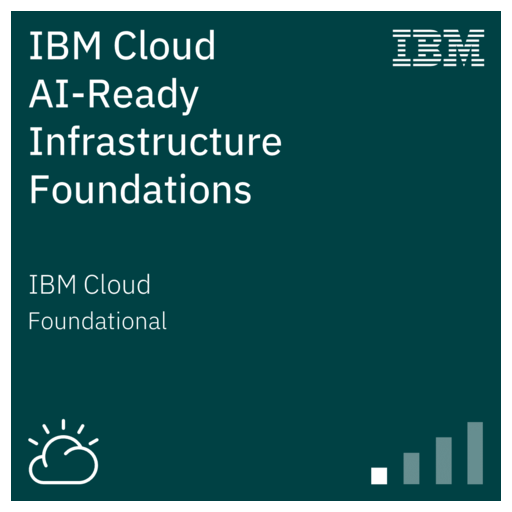 IBM Cloud
AI-Ready
Infrastructure
Foundations
IBM
IBM Cloud
Foundational